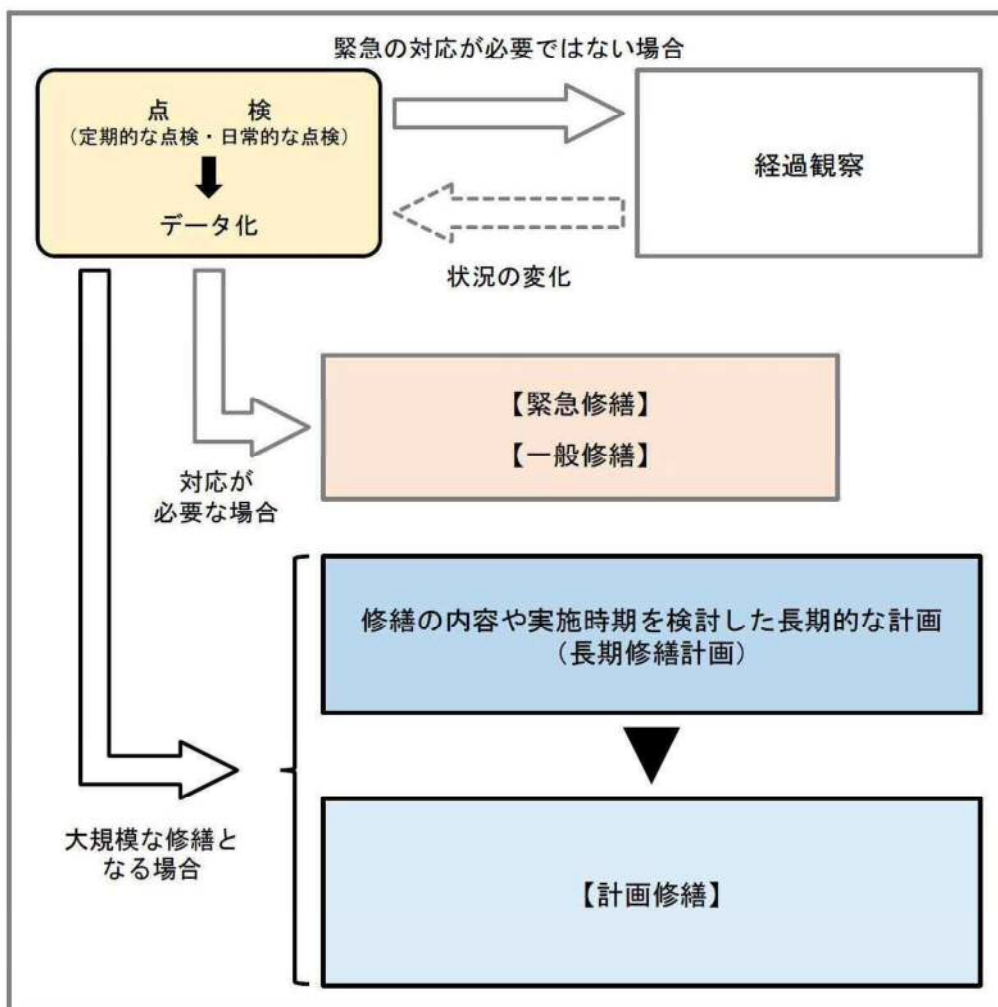 緊急の対応が必要ではない場合
点　　検
（定期的な点検・日常的な点検）
データ化
経過観察
状況の変化
【緊急修繕】
【一般修繕】
対応が
必要な場合
修繕の内容や実施時期を検討した長期的な計画
（長期修繕計画）
大規模な修繕と
なる場合
【計画修繕】